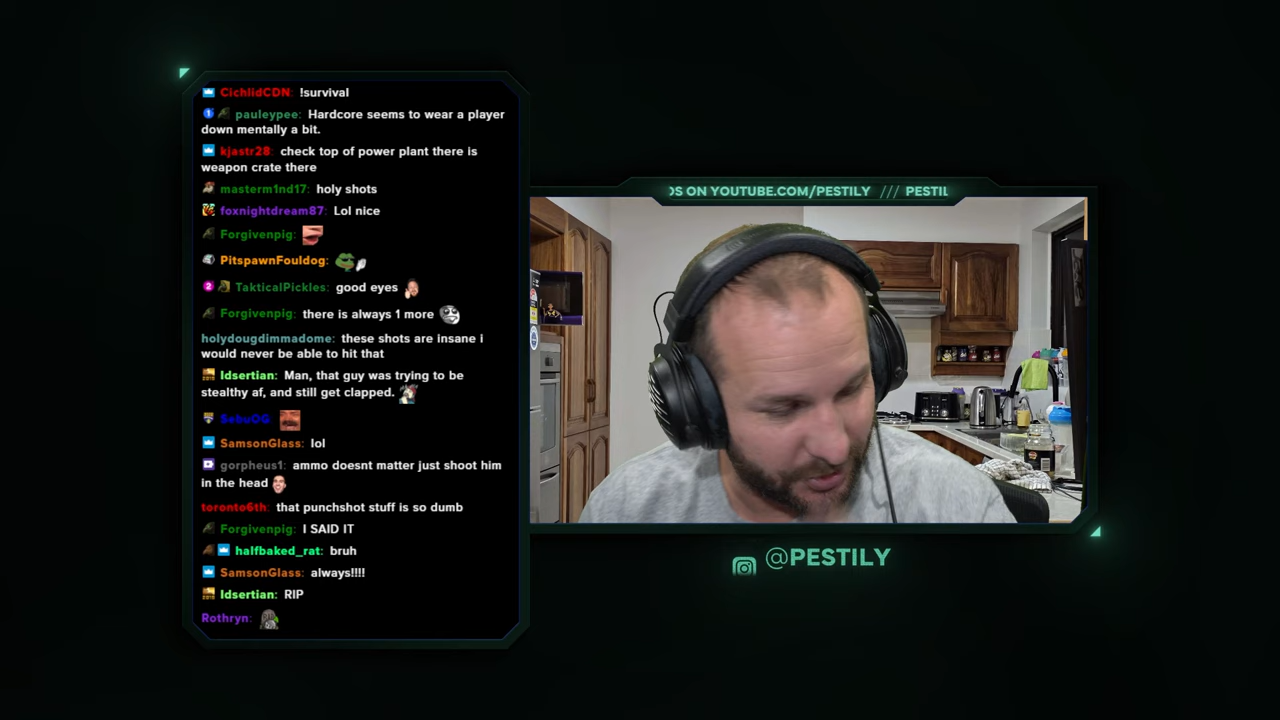 CichlidCDN: !survival
pauleypee: Hardcore seems to wear a player
down mentally a bit.
kjastr28: check top of power plant there is
weapon crate there
masterm1nd17: holy shots
foxnightdream87: Lol nice
Forgivenpig:
PitspawnFouldog:
2 TakticalPickles: good eyes
Forgivenpig: there is always 1 more
holydougdimmadome: these shots are insane i
would never be able to hit that
Idsertian: Man, that guy was trying to be
stealthy af, and still get clapped.
SebuOG:
SamsonGlass: lol
gorpheus1: ammo doesnt matter just shoot him
in the head
toronto6th: that punchshot stuff is so dumb
Forgivenpig: I SAID IT
halfbaked_rat: bruh
SamsonGlass: always!!!!
Idsertian: RIP
Rothryn:
OS ON YOUTUBE.COM/PESTILY /// PESTIL
@PESTILY